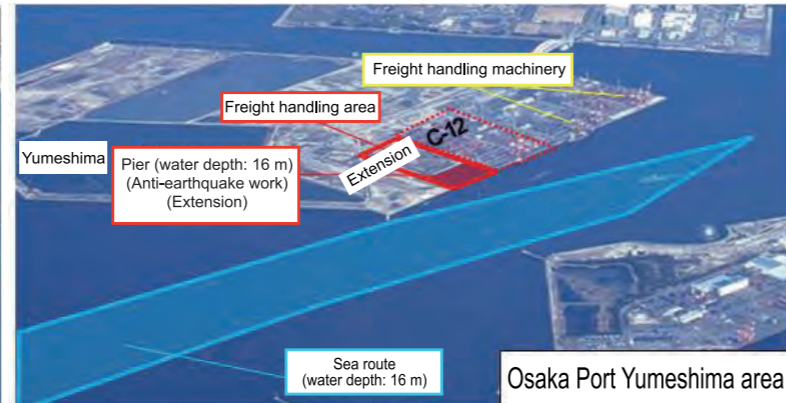 Freight handling machinery
Freight handling area
C-12
Extension
Yumeshima
Pier (water depth: 16 m)
(Anti-earthquake work)
(Extension)
Sea route
(water depth: 16 m)
Osaka Port Yumeshima area